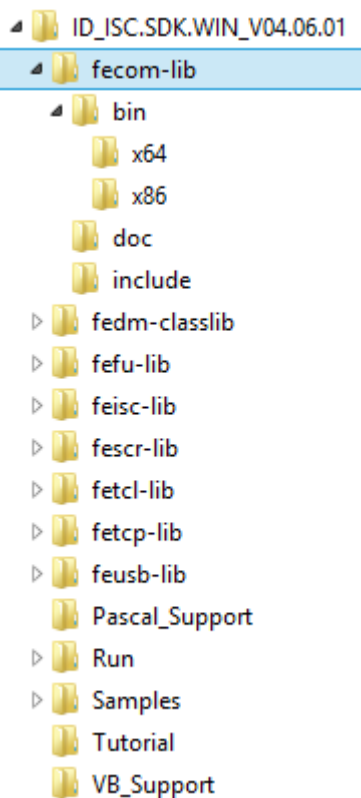 ID_ISC.SDK.WIN_V04.06.01
fecom-lib
bin
x64
x86
doc
include
fedm-classlib
fefu-lib
feisc-lib
fescr-lib
fetcl-lib
fetcp-lib
feusb-lib
Pascal_Support
Run
Samples
Tutorial
VB_Support